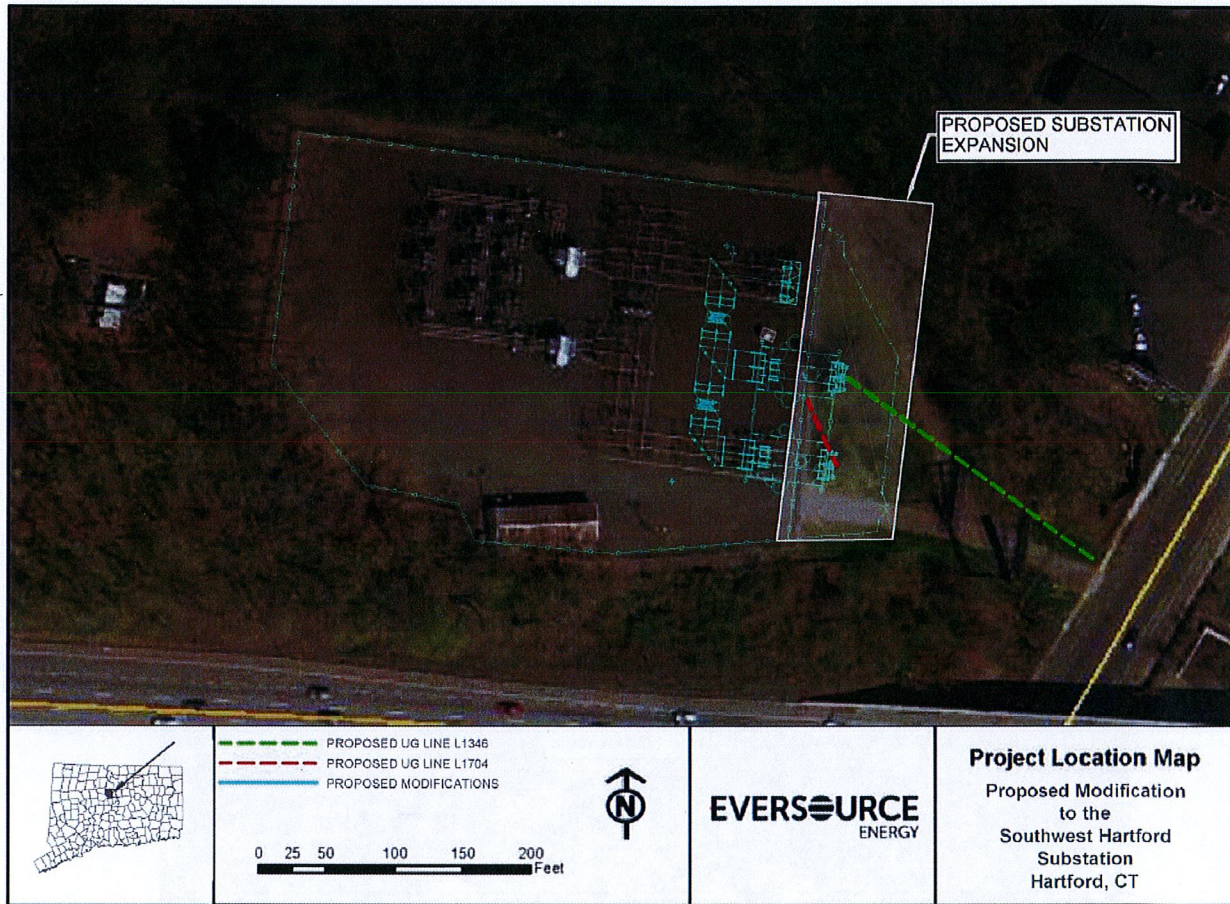 PROPOSED SUBSTATION
EXPANSION
PROPOSED UG LINE L1346
PROPOSED UG LINE L1704
PROPOSED MODIFICATIONS
N
0 25 50 100 150 200
Feet
EVERSOURCE
ENERGY
Project Location Map
Proposed Modification
to the
Southwest Hartford
Substation
Hartford, CT